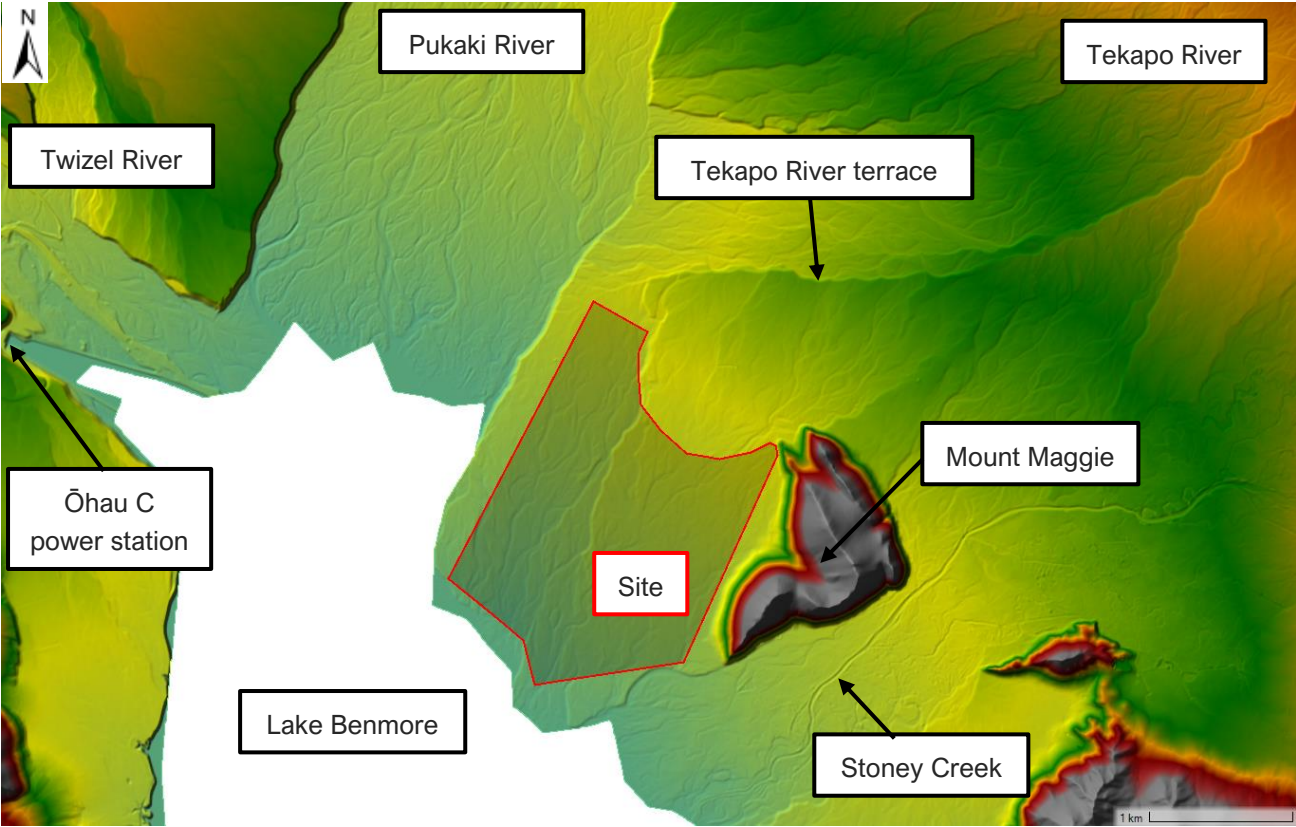 N
Pukaki River
Tekapo River
Twizel River
Tekapo River terrace
Mount Maggie
Ōhau C
power station
Site
Lake Benmore
Stoney Creek
1 km